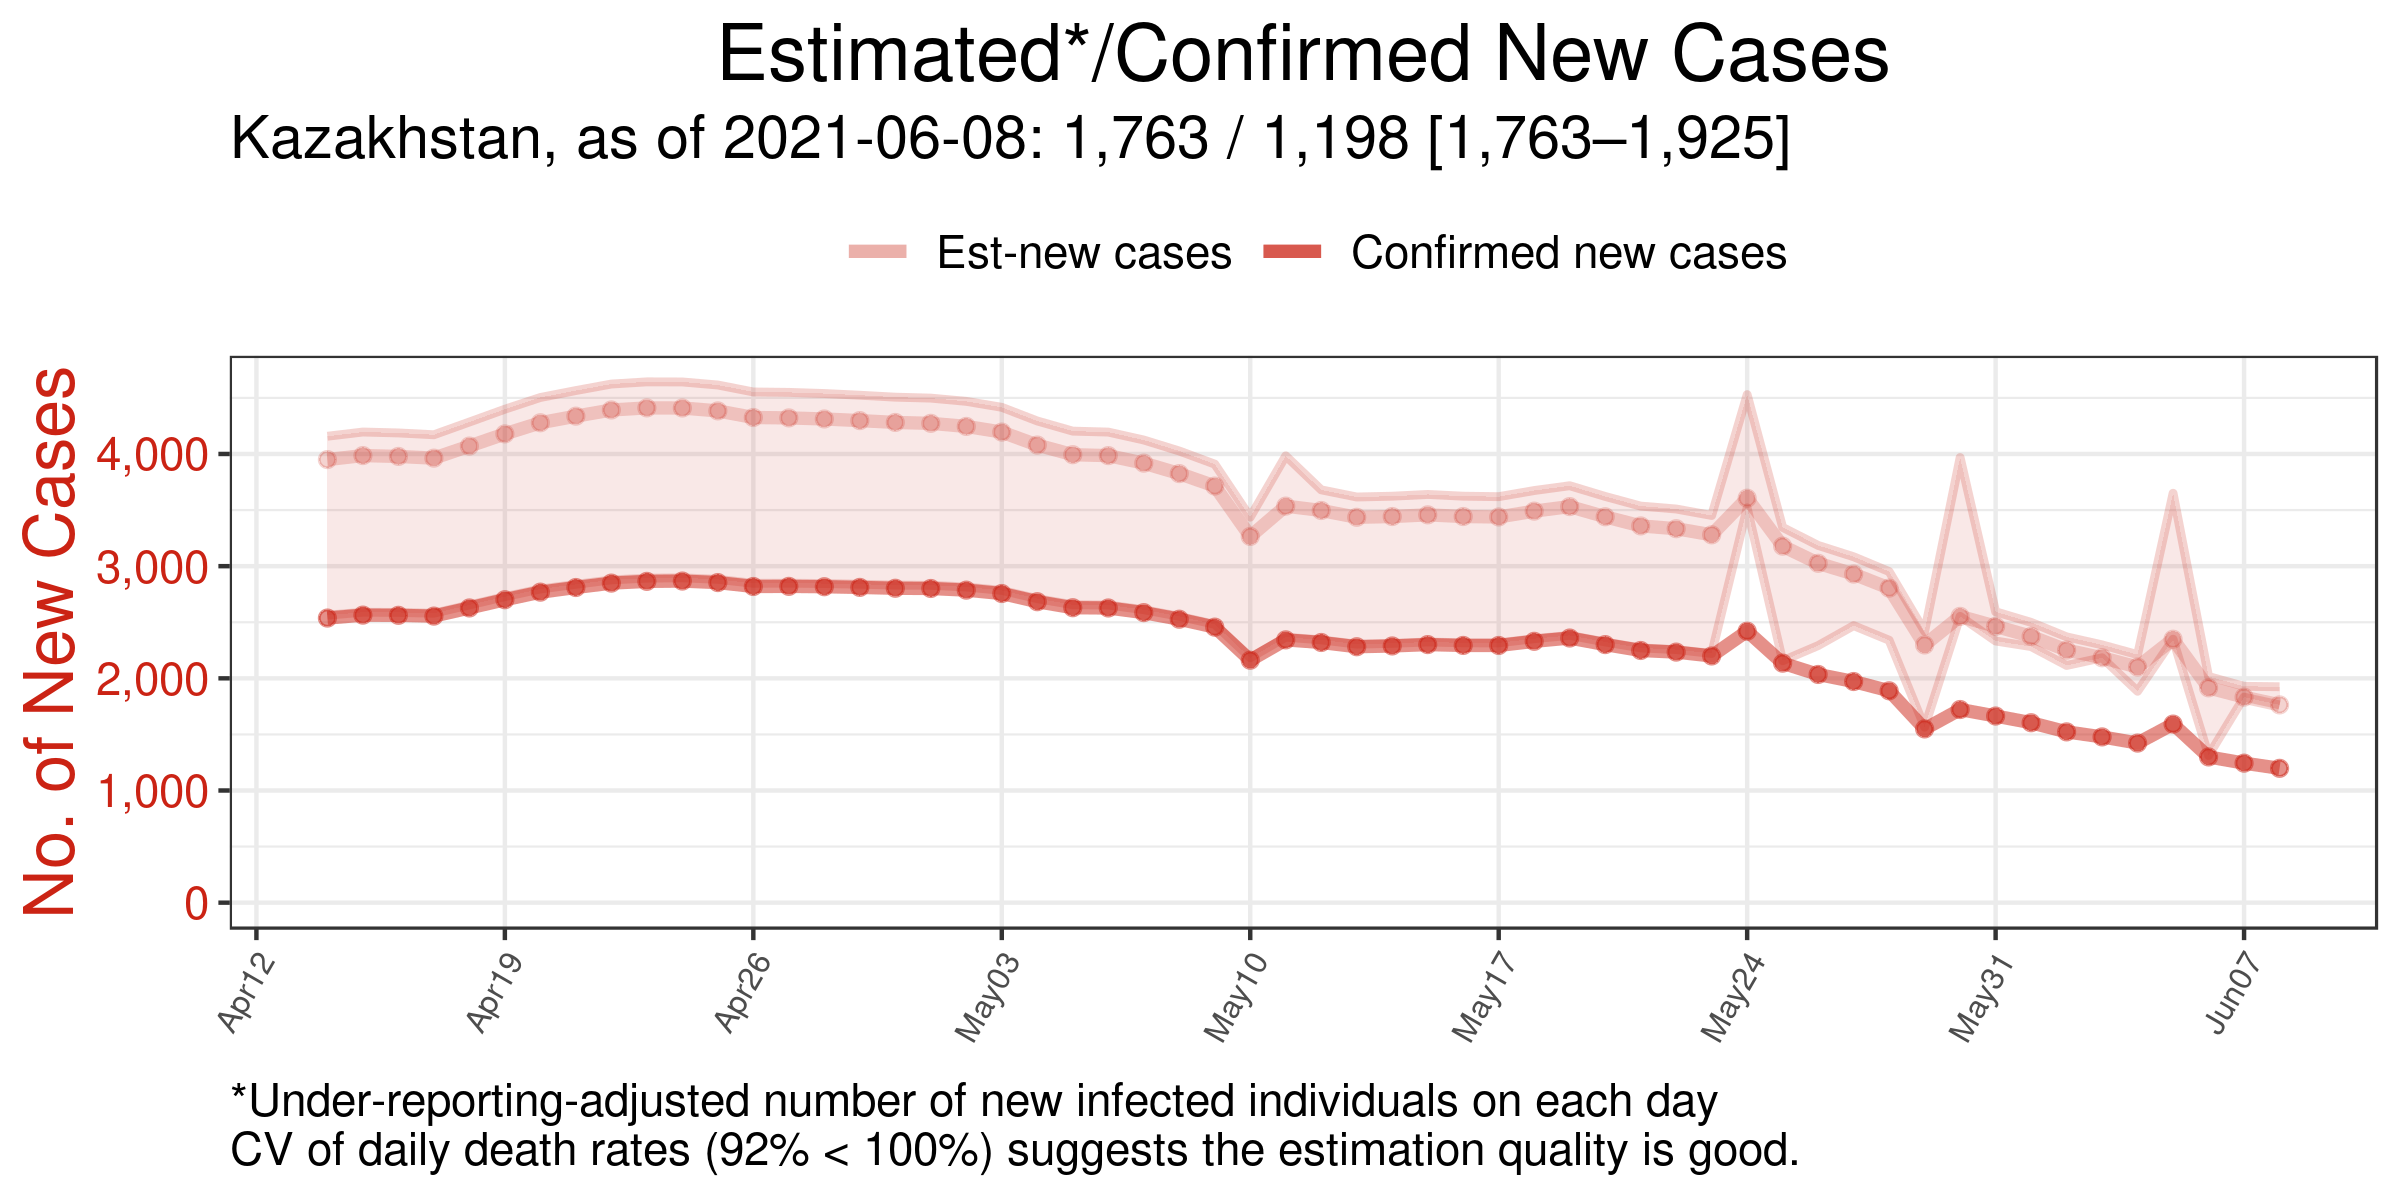 Estimated*/Confirmed New Cases
Kazakhstan, as of 2021-06-08: 1,763 / 1,198 [1,763–1,925]
Est-new cases
Confirmed new cases
No. of New Cases
4,000
3,000
2,000
1,000
0
Apr12
Apr19
Apr26
May03
May10
May17
May24
May31
Jun07
*Under-reporting-adjusted number of new infected individuals on each day
CV of daily death rates (92% < 100%) suggests the estimation quality is good.